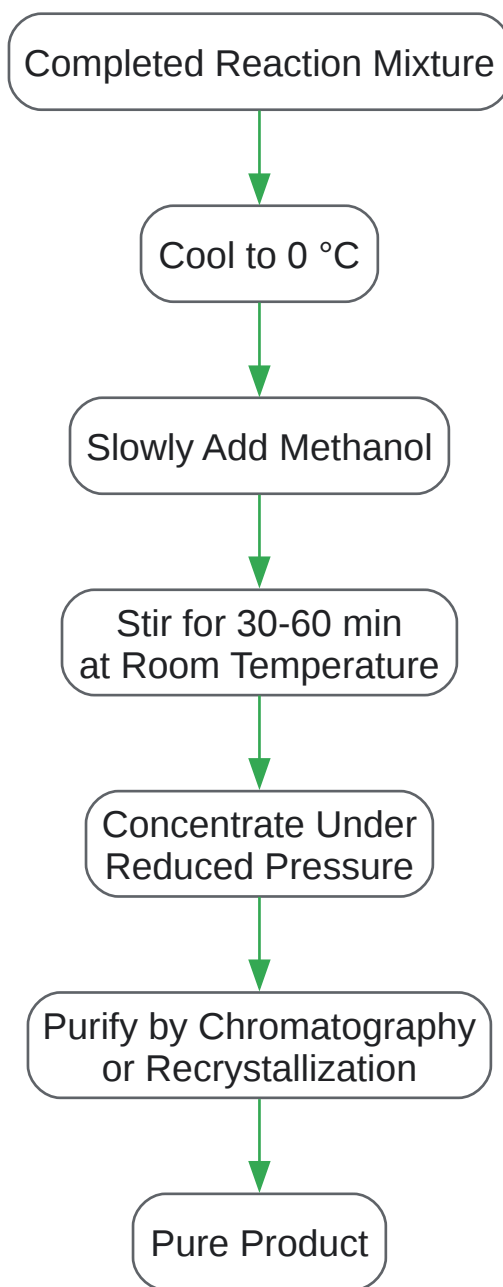 Completed Reaction Mixture
Cool to 0 °C
Slowly Add Methanol
Stir for 30-60 min
at Room Temperature
Concentrate Under
Reduced Pressure
Purify by Chromatography
or Recrystallization
Pure Product